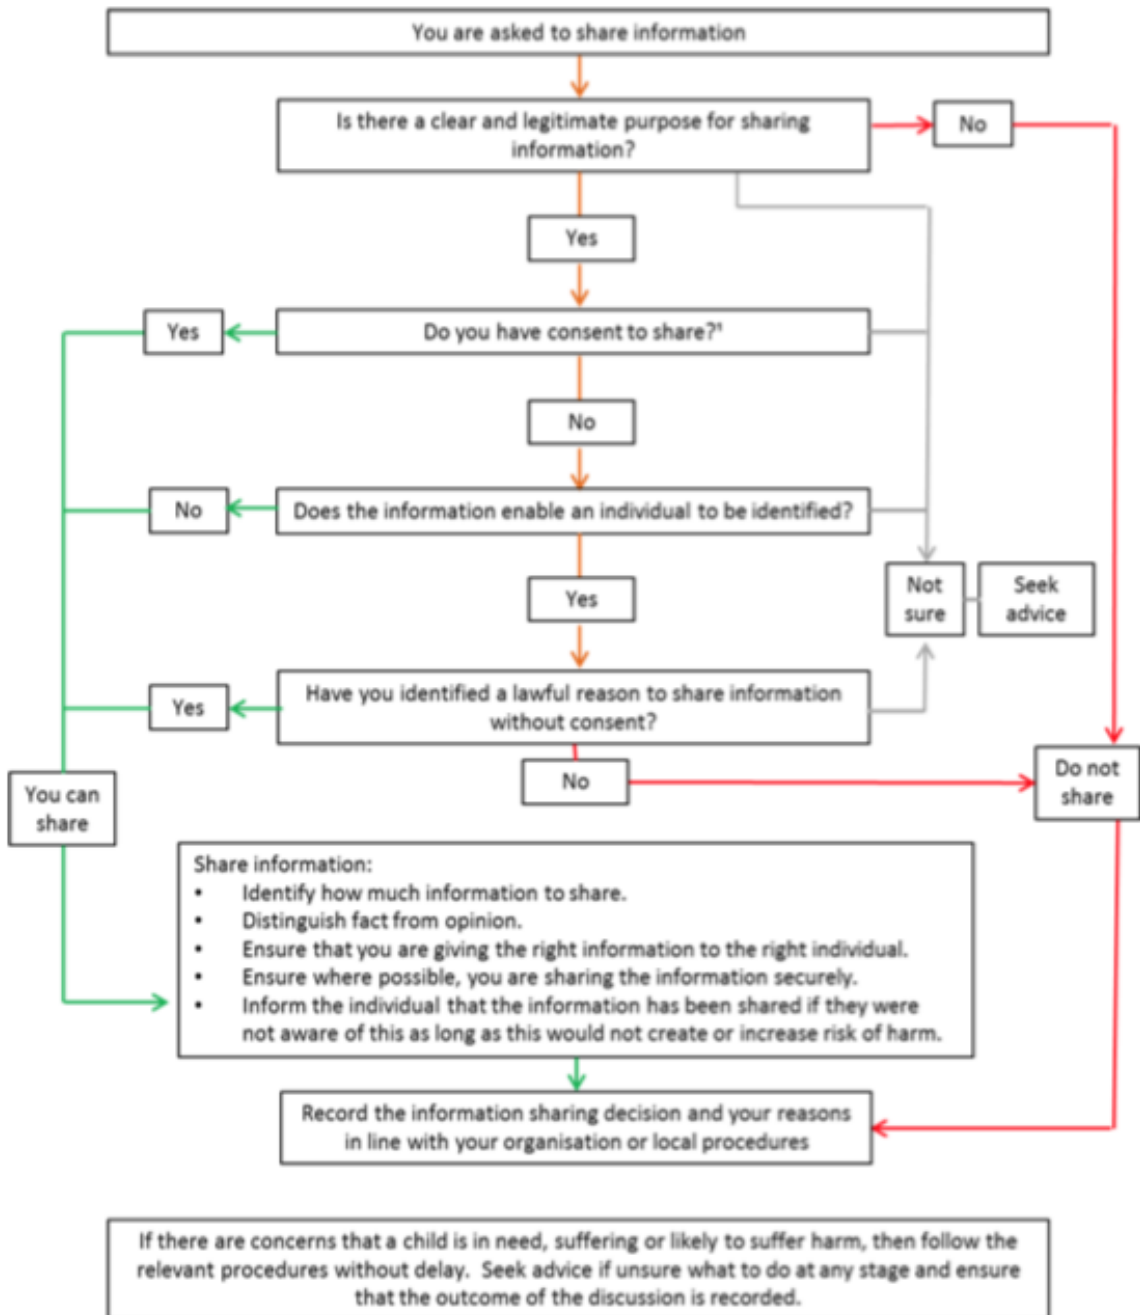 You are asked to share information
Is there a clear and legitimate purpose for sharing
information?
No
Yes
Do you have consent to share?¹
Yes
No
Does the information enable an individual to be identified?
No
Yes
Not
sure
Seek
advice
Have you identified a lawful reason to share information
without consent?
Yes
No
Do not
share
You can
share
Share information:
• Identify how much information to share.
• Distinguish fact from opinion.
• Ensure that you are giving the right information to the right individual.
• Ensure where possible, you are sharing the information securely.
• Inform the individual that the information has been shared if they were
not aware of this as long as this would not create or increase risk of harm.
Record the information sharing decision and your reasons
in line with your organisation or local procedures
If there are concerns that a child is in need, suffering or likely to suffer harm, then follow the
relevant procedures without delay. Seek advice if unsure what to do at any stage and ensure
that the outcome of the discussion is recorded.